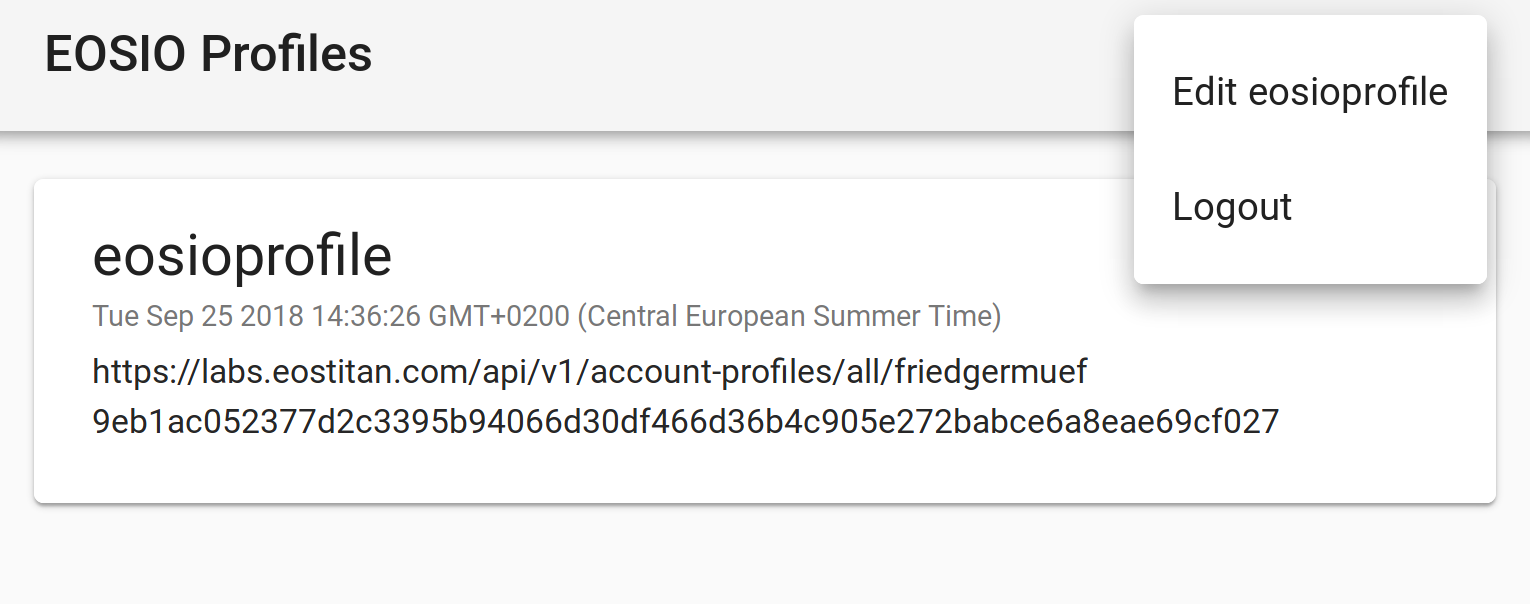 EOSIO Profiles
Edit eosioprofile
Logout
eosioprofile
Tue Sep 25 2018 14:36:26 GMT+0200 (Central European Summer Time)
https://labs.eostitan.com/api/v1/account-profiles/all/friedgermuef
9eb1ac052377d2c3395b94066d30df466d36b4c905e272babce6a8eae69cf027